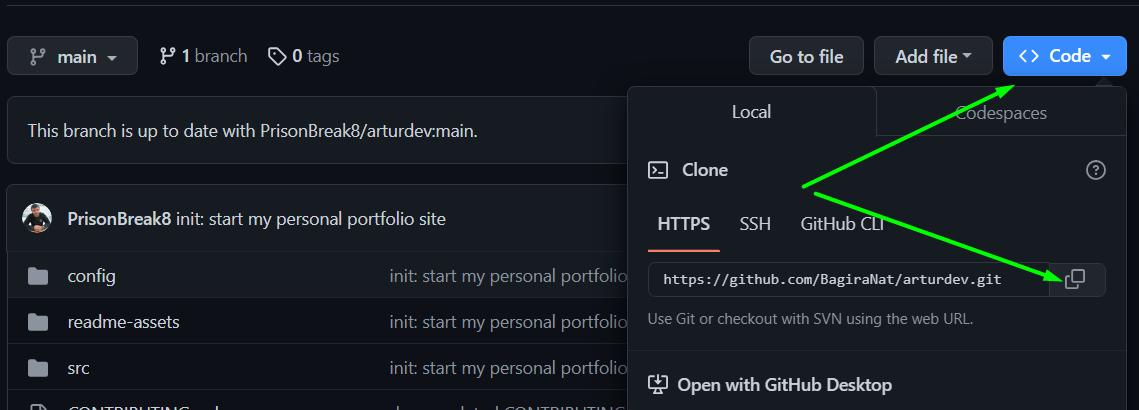 main 1 branch 0 tags Go to file Add file <> Code
This branch is up to date with PrisonBreak8/arturdev:main.
PrisonBreak8 init: start my personal portfolio site
config init: start my personal portfolio
readme-assets init: start my personal portfolio
src init: start my personal portfolio
Local Codespaces
Clone
HTTPS SSH GitHub CLI
https://github.com/BagiraNat/arturdev.git
Use Git or checkout with SVN using the web URL.
Open with GitHub Desktop